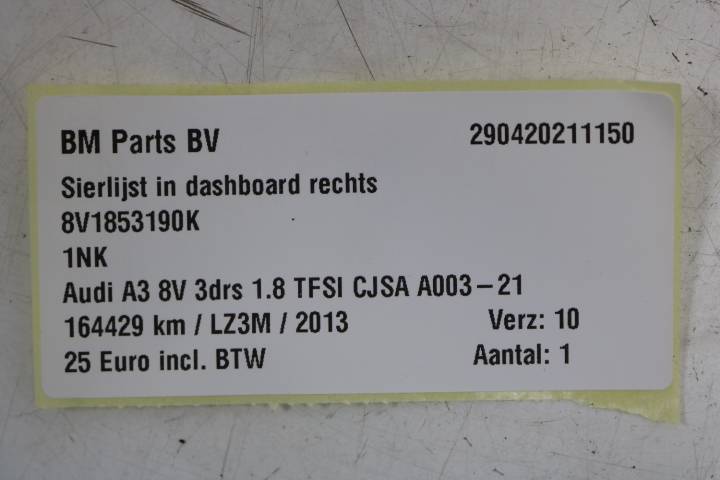 BM Parts BV 290420211150
Sierlijst in dashboard rechts
8V1853190K
1NK
Audi A3 8V 3drs 1.8 TFSI CJSA A003-21
164429 km / LZ3M / 2013 Verz: 10
25 Euro incl. BTW Aantal: 1